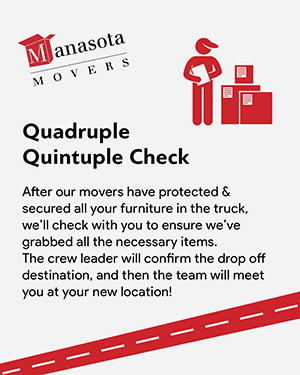 Manasota
MOVERS
Quadruple
Quintuple Check
After our movers have protected &
secured all your furniture in the truck,
we'll check with you to ensure we've
grabbed all the necessary items.
The crew leader will confirm the drop off
destination, and then the team will meet
you at your new location!